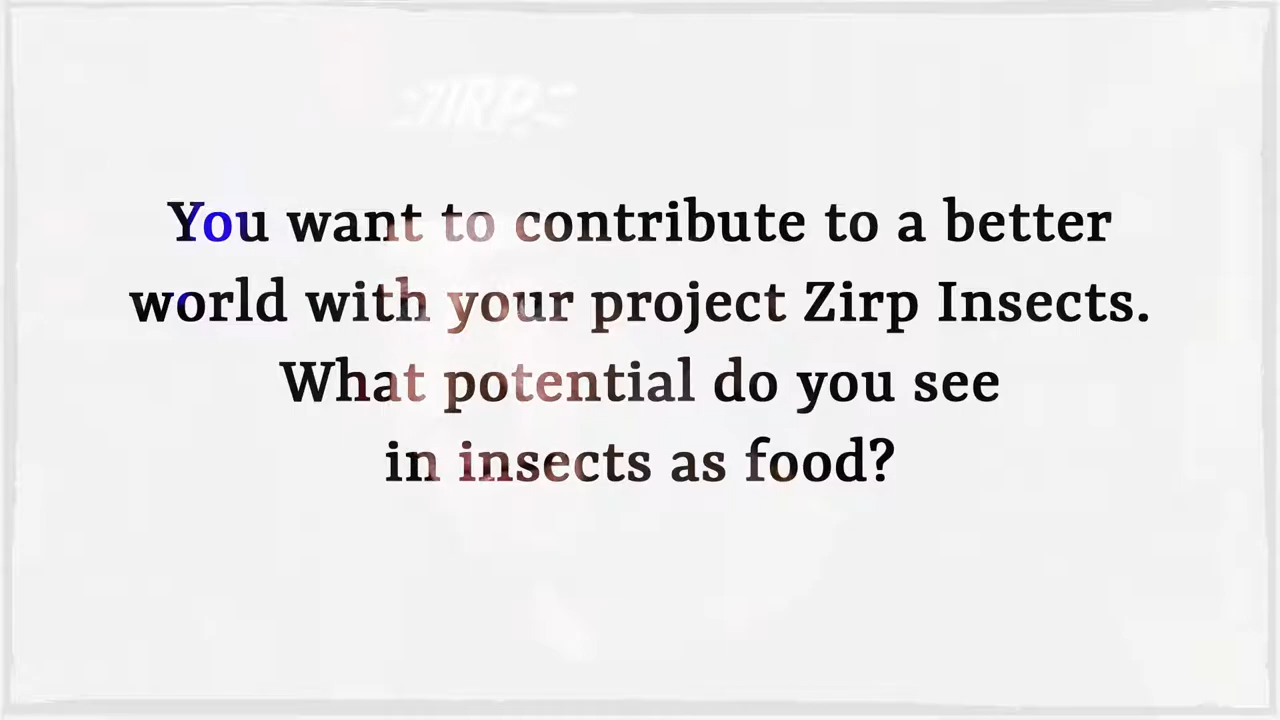 ZIRP
You want to contribute to a better
world with your project Zirp Insects.
What potential do you see
in insects as food?